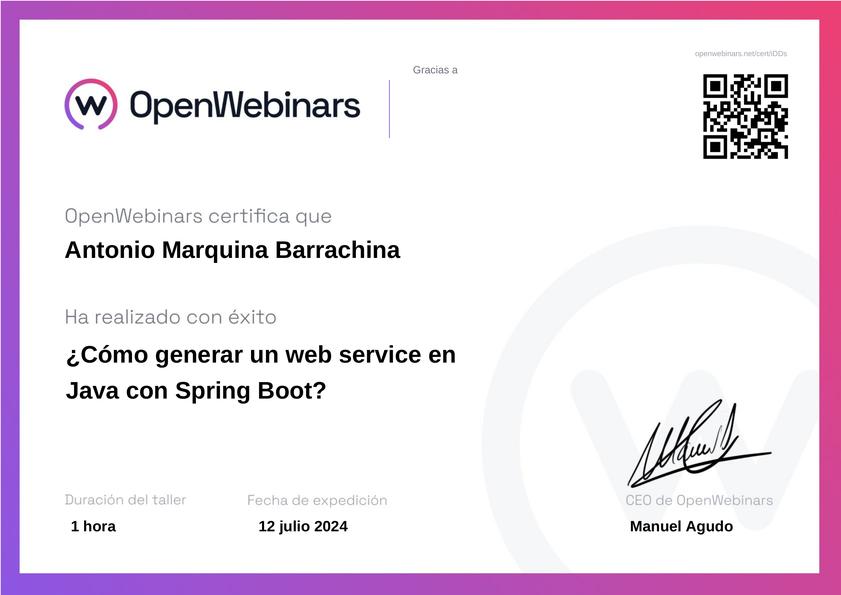 openwebinars.net/cert/iDDs
Gracias a
OpenWebinars
OpenWebinars certifica que
Antonio Marquina Barrachina
Ha realizado con éxito
¿Cómo generar un web service en
Java con Spring Boot?
Duración del taller
Fecha de expedición
CEO de OpenWebinars
1 hora
12 julio 2024
Manuel Agudo